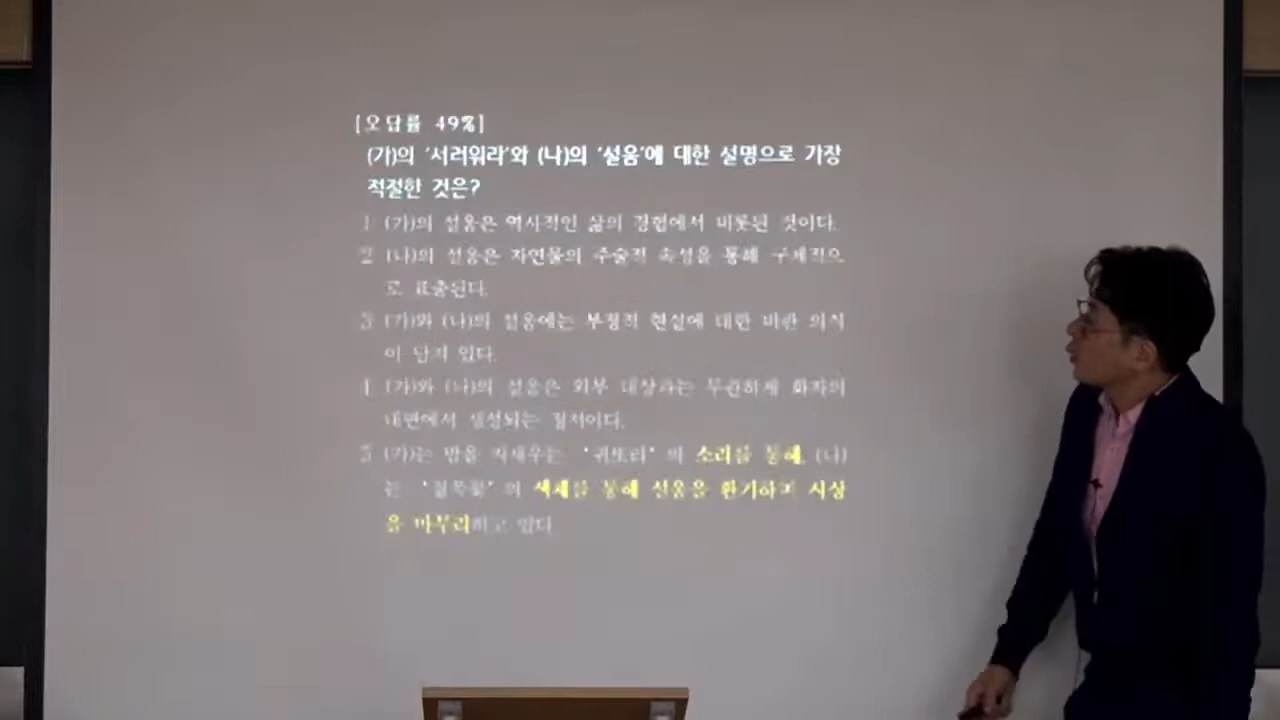 [오답률 49%]
(가)의 '서러워라'와 (나)의 '설움'에 대한 설명으로 가장
적절한 것은?
1 (가)의 설움은 역사적인 삶의 경험에서 비롯된 것이다.
2 (나)의 설움은 자연물의 주술적 속성을 통해 구체적으
로 표출된다.
3 (가)와 (나)의 설움에는 부정적 현실에 대한 비판 의식
이 담겨 있다.
4 (가)와 (나)의 설움은 외부 대상과는 무관하게 화자의
내면에서 생성되는 정서이다.
5 (가)는 밤을 지새우는 '귀또리'의 소리를 통해, (나)
는 '철쭉꽃'의 색채를 통해 설움을 환기하며 시상
을 마무리하고 있다.